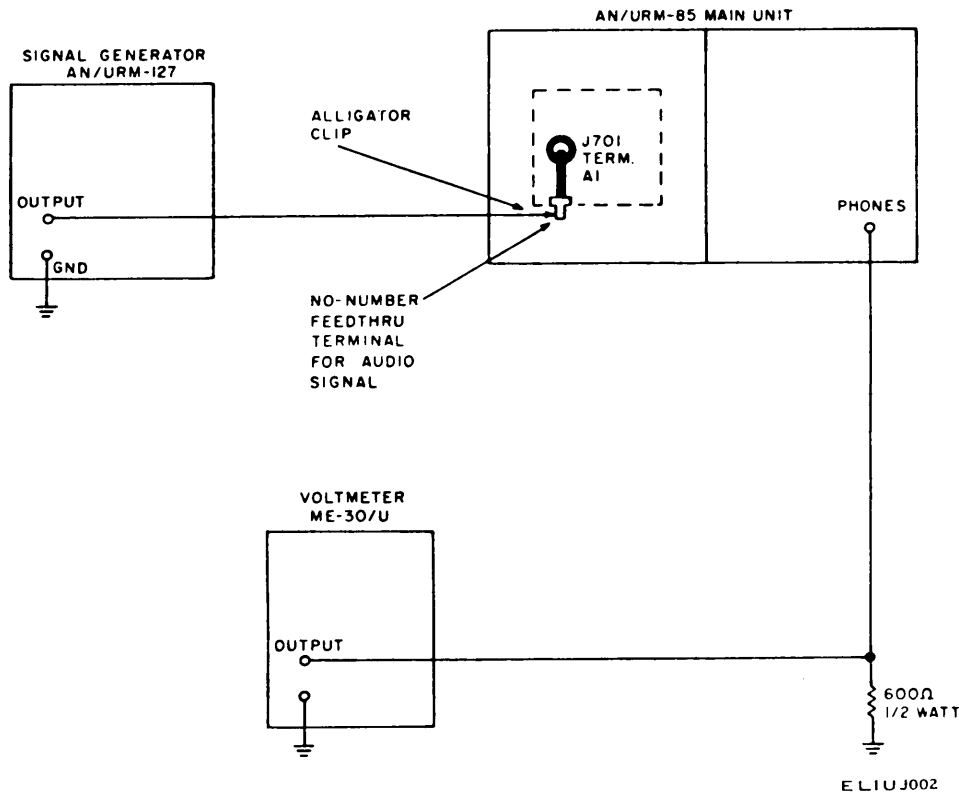 AN/URM-85 MAIN UNIT
SIGNAL GENERATOR
AN/URM-127
ALLIGATOR
CLIP
J701
TERM.
A1
OUTPUT
GND
PHONES
NO-NUMBER
FEEDTHRU
TERMINAL
FOR AUDIO
SIGNAL
VOLTMETER
ME-30/U
OUTPUT
600Ω
1/2 WATT
ELIUJ002